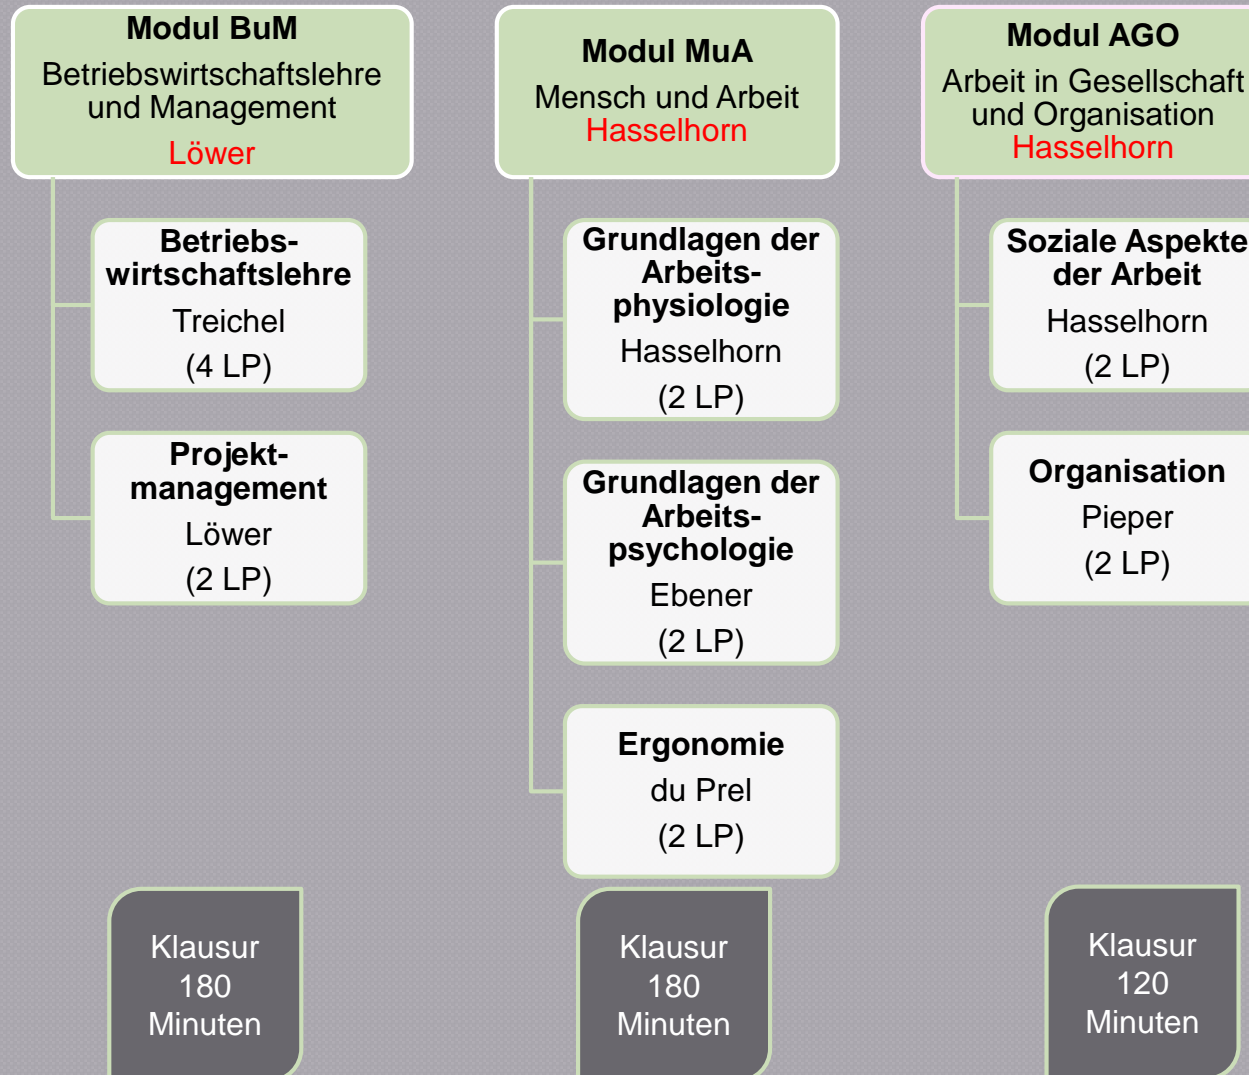 Modul BuM
Betriebswirtschaftslehre
und Management
Löwer
Betriebs-
wirtschaftslehre
Treichel
(4 LP)
Projekt-
management
Löwer
(2 LP)
Klausur
180
Minuten
Modul MuA
Mensch und Arbeit
Hasselhorn
Grundlagen der
Arbeits-
physiologie
Hasselhorn
(2 LP)
Grundlagen der
Arbeits-
psychologie
Ebener
(2 LP)
Ergonomie
du Prel
(2 LP)
Klausur
180
Minuten
Modul AGO
Arbeit in Gesellschaft
und Organisation
Hasselhorn
Soziale Aspekte
der Arbeit
Hasselhorn
(2 LP)
Organisation
Pieper
(2 LP)
Klausur
120
Minuten